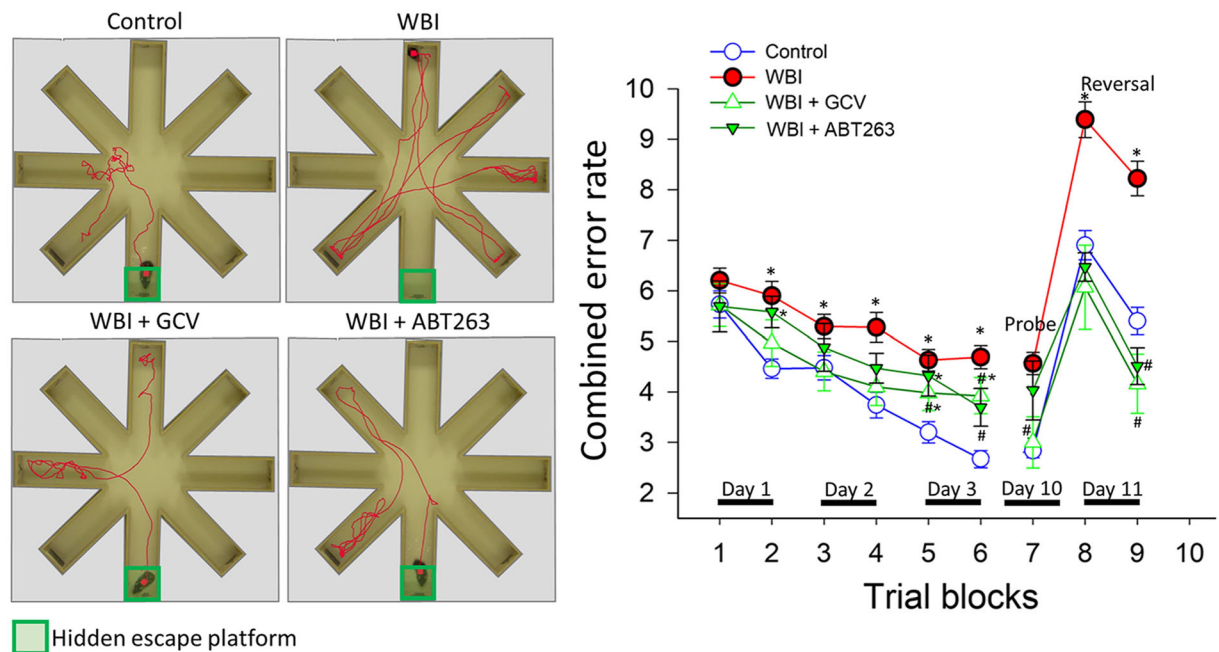 Control
WBI
WBI + GCV
WBI + ABT263
Hidden escape platform
Control
WBI
WBI + GCV
WBI + ABT263
Combined error rate
10
9
8
7
6
5
4
3
2
Reversal
*
*
*
*
*
*
*
*
*
Probe
*
#*
#*
#
#
#
#
Day 1
Day 2
Day 3
Day 10
Day 11
1
2
3
4
5
6
7
8
9
10
Trial blocks